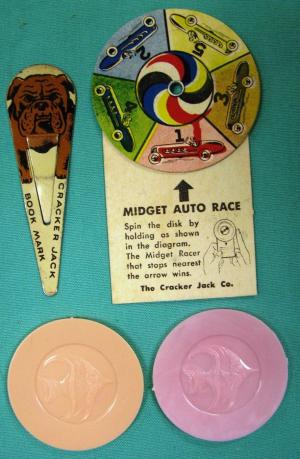 CRACKER JACK
BOOK MARK
2
5
4
3
1
MIDGET AUTO RACE
Spin the disk by
holding as shown
in the diagram.
The Midget Racer
that stops nearest
the arrow wins.
The Cracker Jack Co.